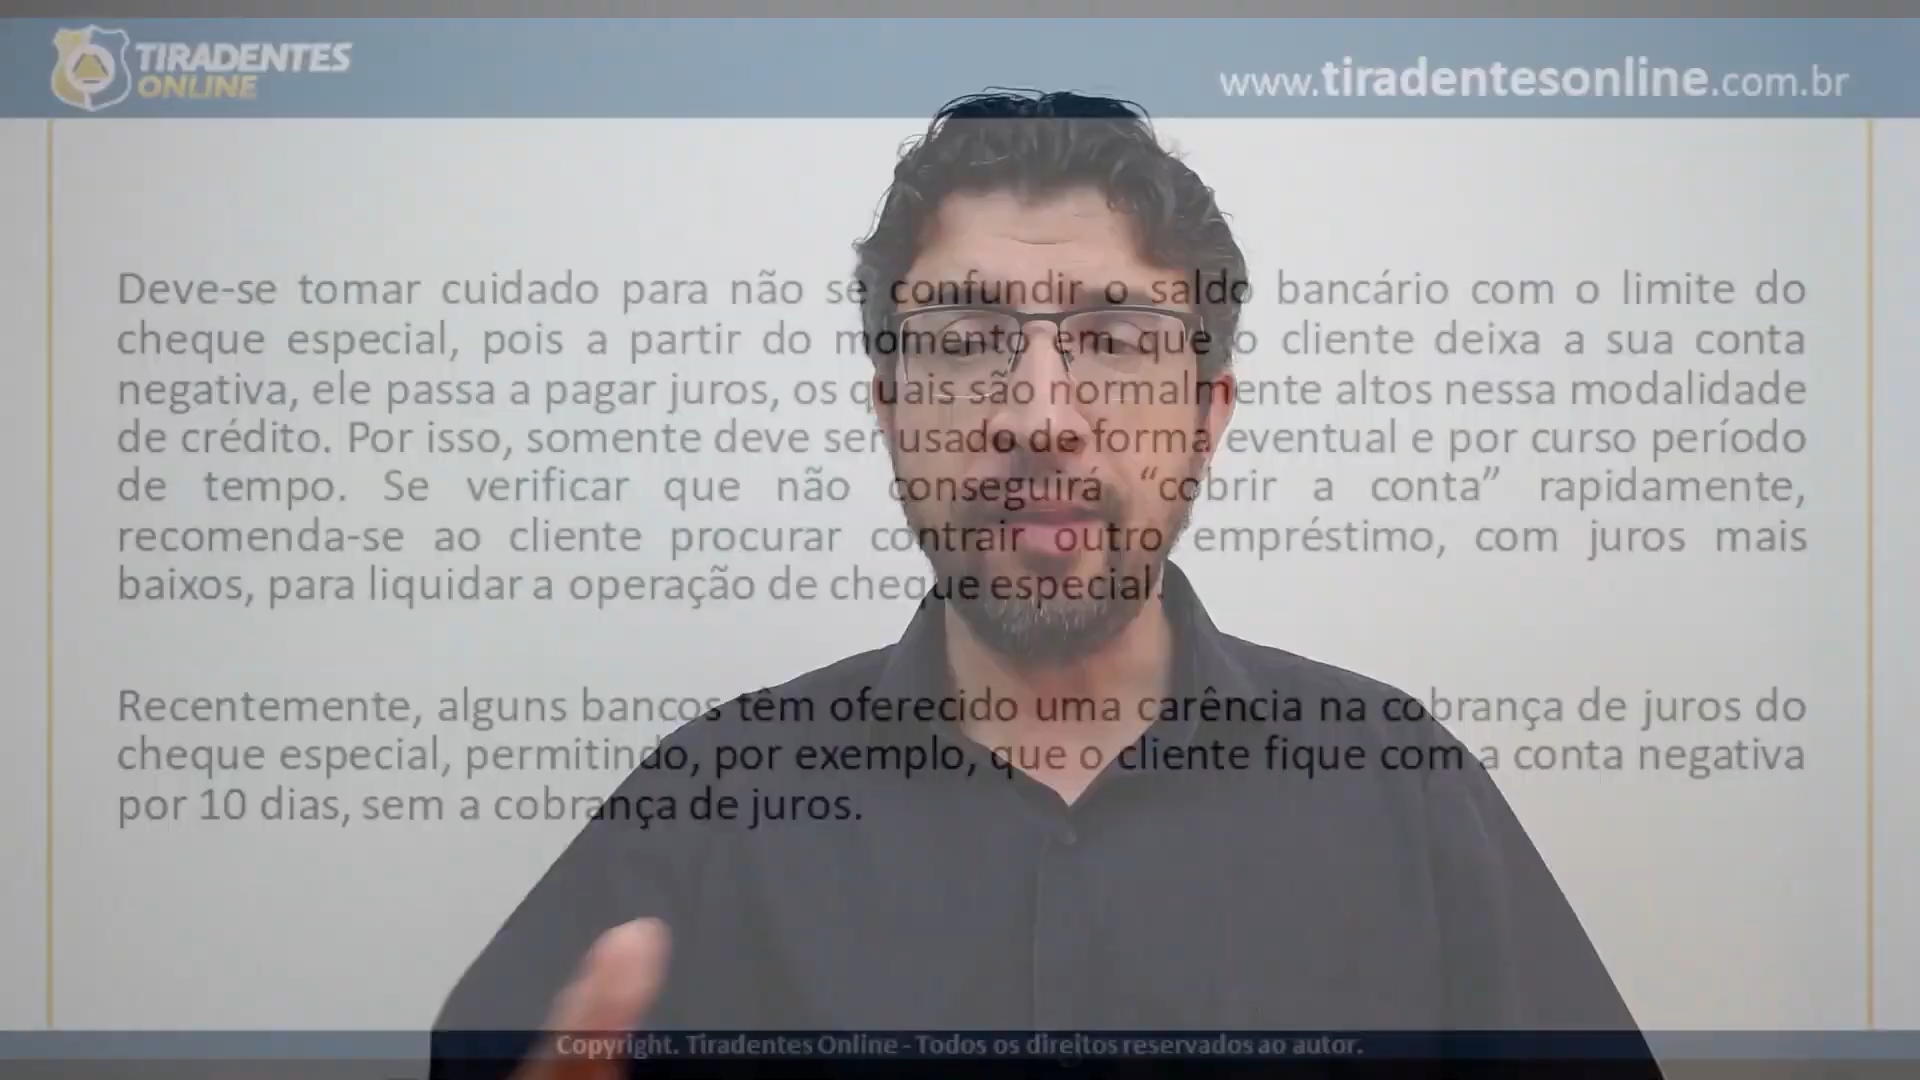 TIRADENTES
ONLINE
www.tiradentesonline.com.br
Deve-se tomar cuidado para não se confundir o saldo bancário com o limite do
cheque especial, pois a partir do momento em que o cliente deixa a sua conta
negativa, ele passa a pagar juros, os quais são normalmente altos nessa modalidade
de crédito. Por isso, somente deve ser usado de forma eventual e por curso período
de tempo. Se verificar que não conseguirá “cobrir a conta” rapidamente,
recomenda-se ao cliente procurar contrair outro empréstimo, com juros mais
baixos, para liquidar a operação de cheque especial.
Recentemente, alguns bancos têm oferecido uma carência na cobrança de juros do
cheque especial, permitindo, por exemplo, que o cliente fique com a conta negativa
por 10 dias, sem a cobrança de juros.
Copyright. Tiradentes Online - Todos os direitos reservados ao autor.